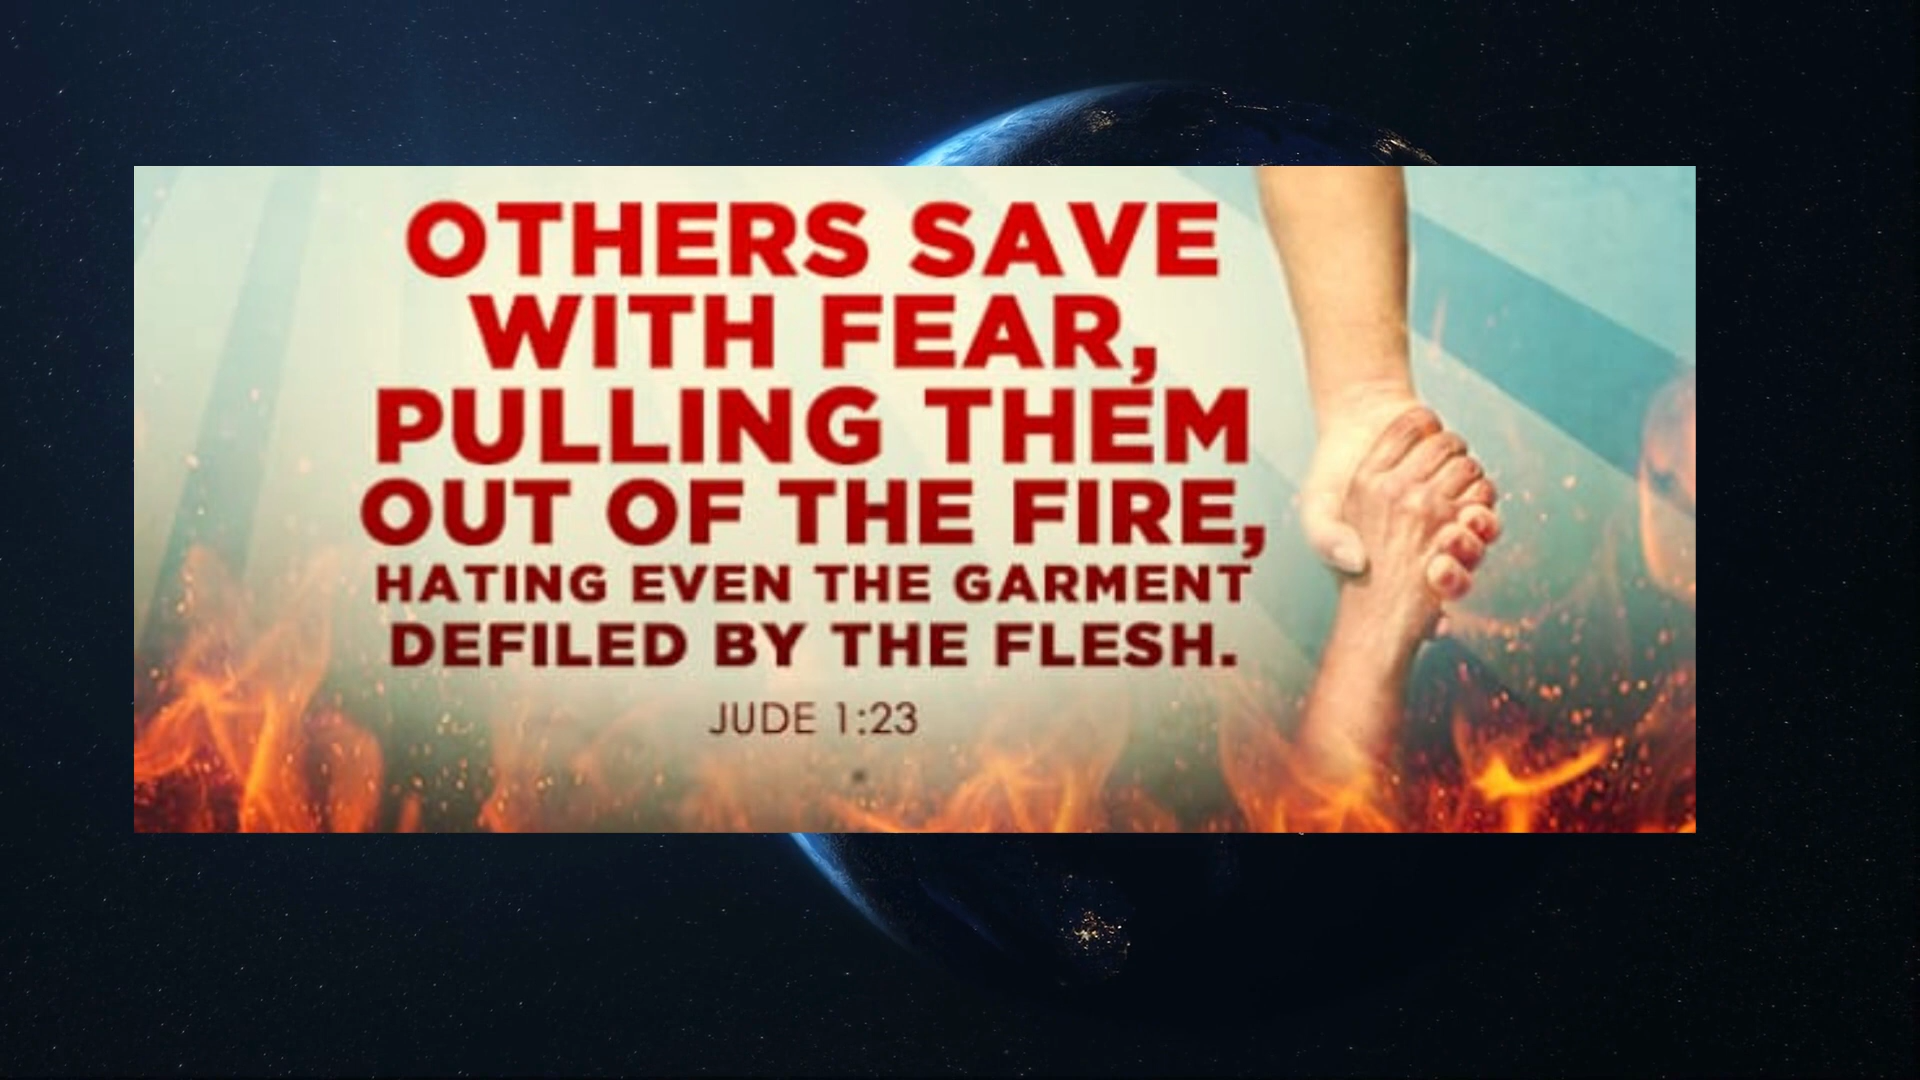 OTHERS SAVE
WITH FEAR,
PULLING THEM
OUT OF THE FIRE,
HATING EVEN THE GARMENT
DEFILED BY THE FLESH.
JUDE 1:23